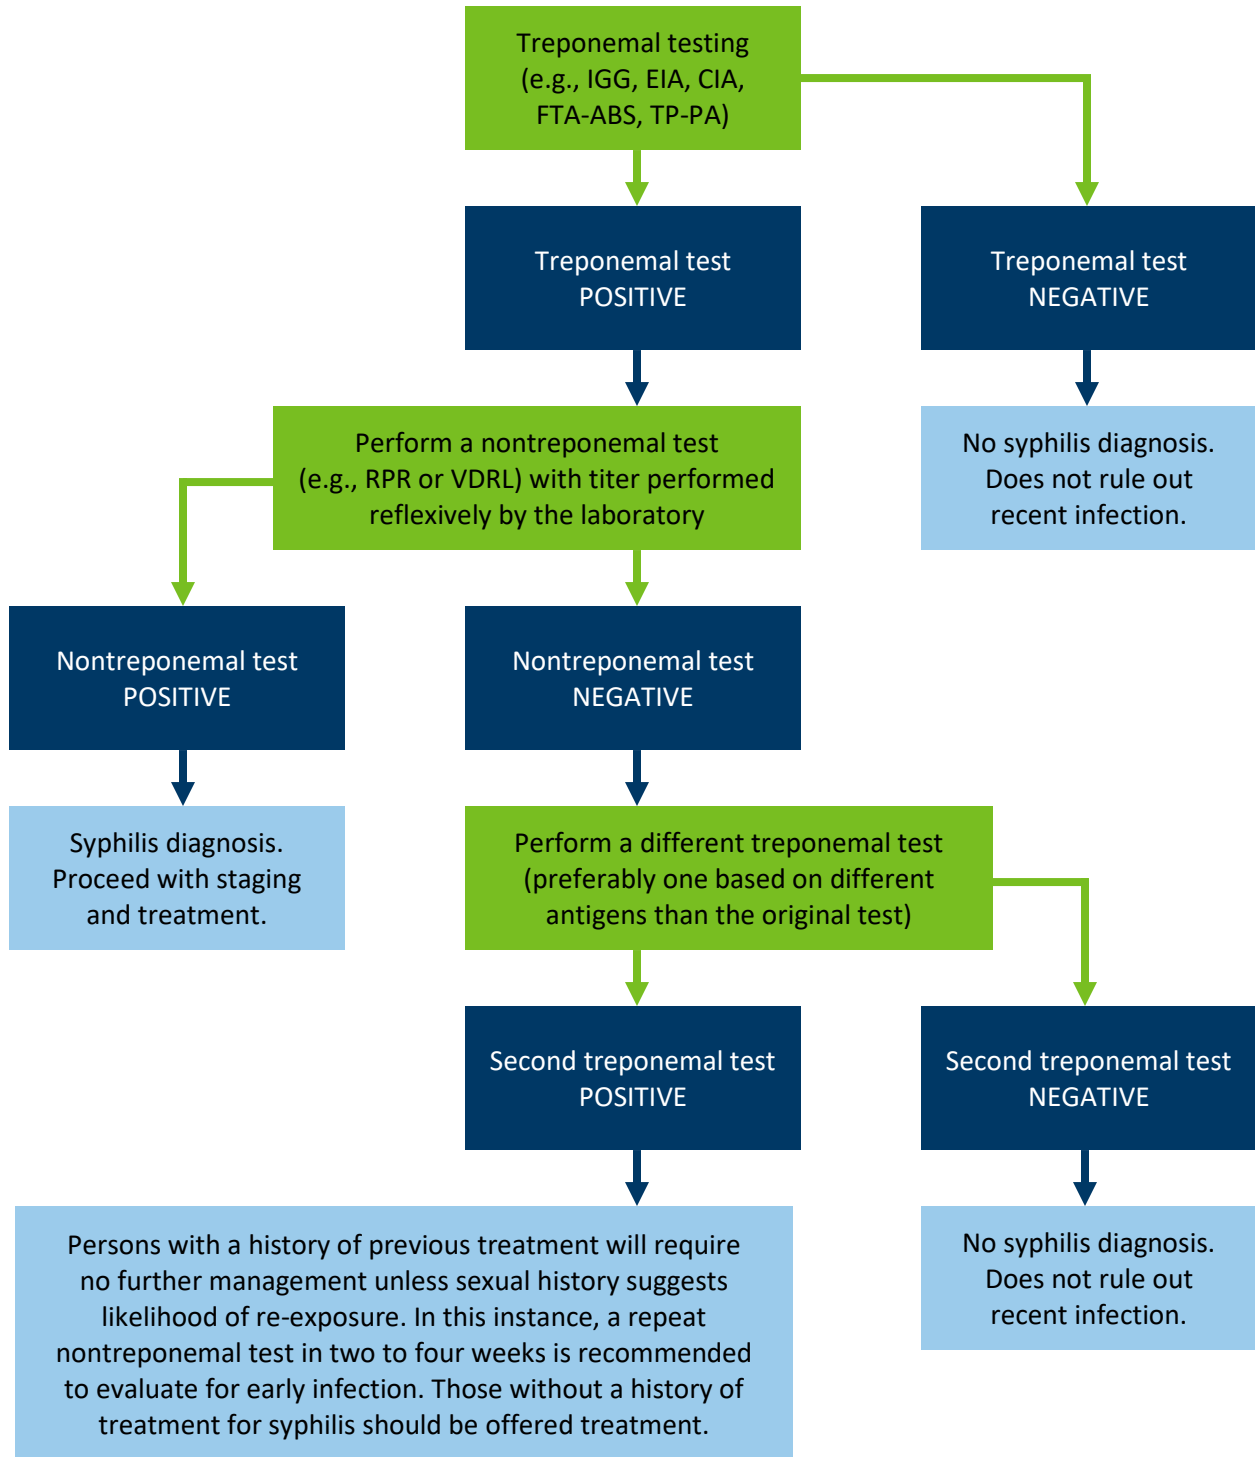 Treponemal testing
(e.g., IGG, EIA, CIA,
FTA-ABS, TP-PA)
Treponemal test
POSITIVE
Treponemal test
NEGATIVE
Perform a nontreponemal test
(e.g., RPR or VDRL) with titer performed
reflexively by the laboratory
No syphilis diagnosis.
Does not rule out
recent infection.
Nontreponemal test
POSITIVE
Nontreponemal test
NEGATIVE
Syphilis diagnosis.
Proceed with staging
and treatment.
Perform a different treponemal test
(preferably one based on different
antigens than the original test)
Second treponemal test
POSITIVE
Second treponemal test
NEGATIVE
Persons with a history of previous treatment will require
no further management unless sexual history suggests
likelihood of re-exposure. In this instance, a repeat
nontreponemal test in two to four weeks is recommended
to evaluate for early infection. Those without a history of
treatment for syphilis should be offered treatment.
No syphilis diagnosis.
Does not rule out
recent infection.